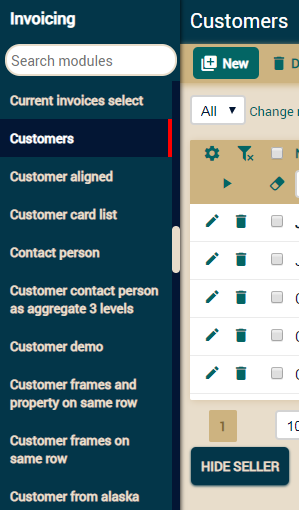 Invoicing
Customers
Search modules
New
Current invoices select
All
Change
Customers
Customer aligned
Customer card list
Contact person
Customer contact person
as aggregate 3 levels
Customer demo
Customer frames and
property on same row
1
10
Customer frames on
same row
HIDE SELLER
Customer from alaska